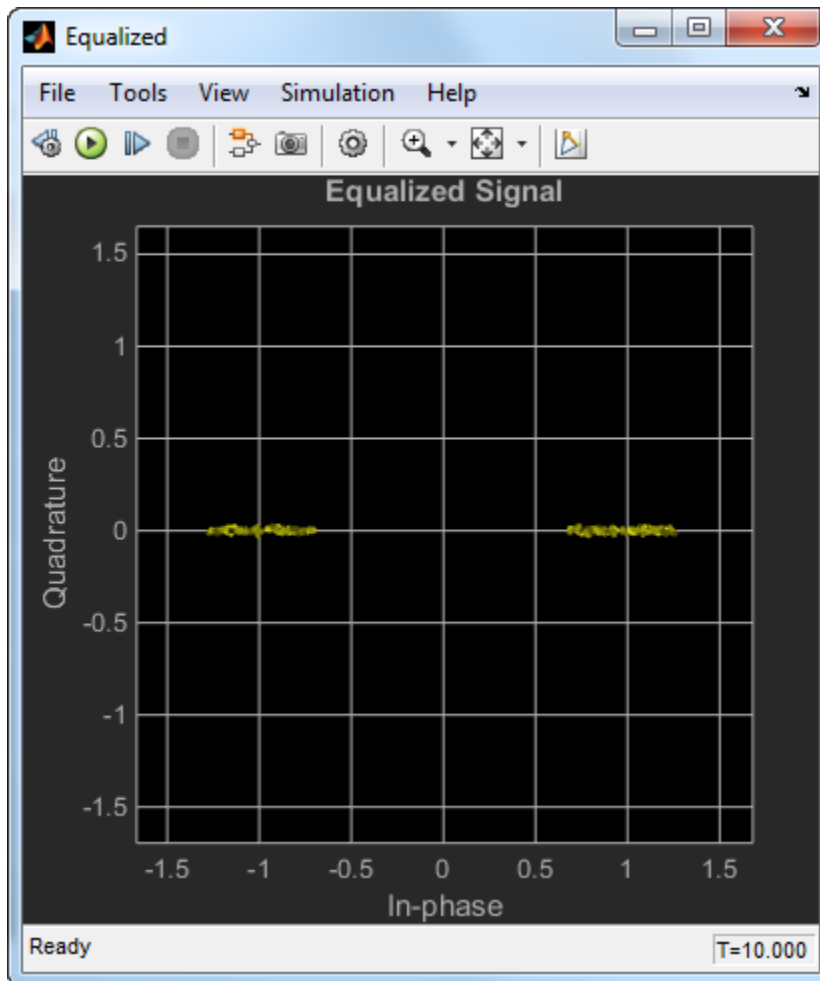 Equalized
File Tools View Simulation Help
Equalized Signal
1.5
1
0.5
0
-0.5
-1
-1.5
Quadrature
-1.5 -1 -0.5 0 0.5 1 1.5
In-phase
Ready T=10.000